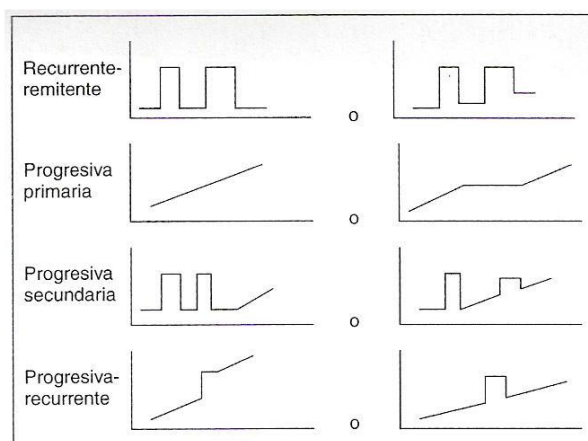 Recurrente-
remitente
o
Progresiva
primaria
o
Progresiva
secundaria
o
Progresiva-
recurrente
o